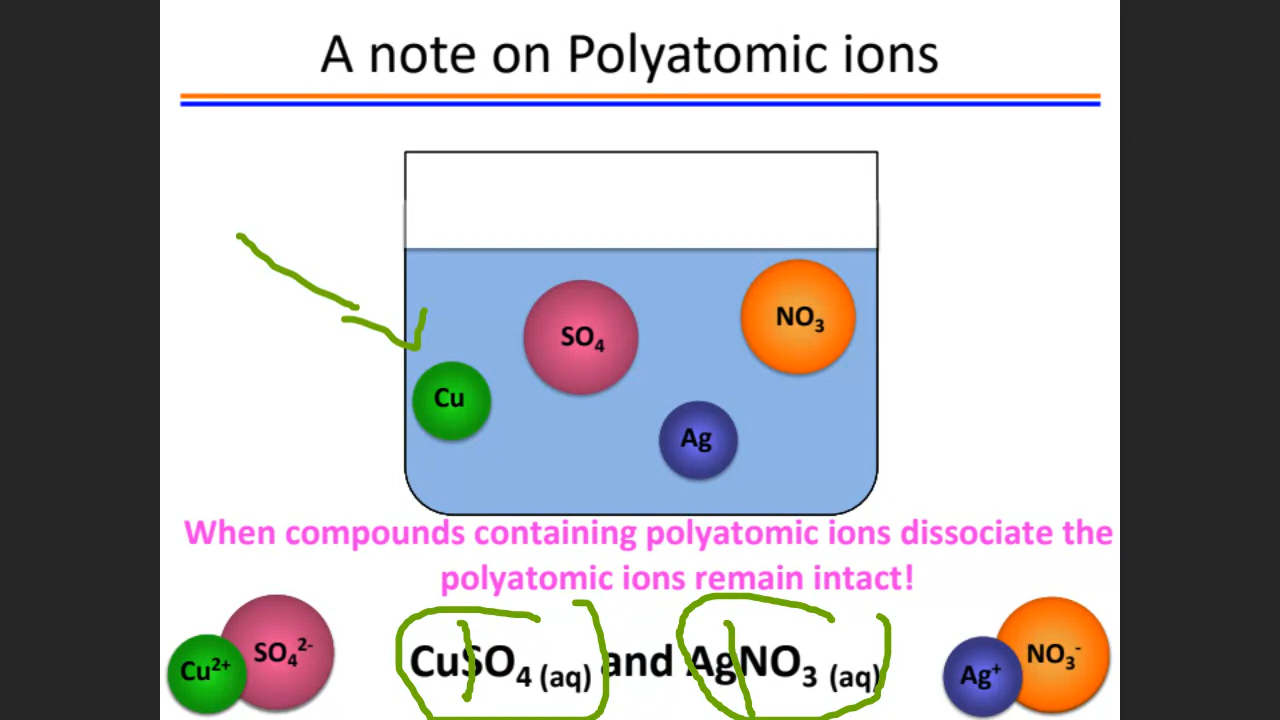 A note on Polyatomic ions
NO₃
SO₄
Cu
Ag
When compounds containing polyatomic ions dissociate the
polyatomic ions remain intact!
Cu²⁺ SO₄²⁻ CuSO₄ (aq) and AgNO₃ (aq) Ag⁺ NO₃⁻